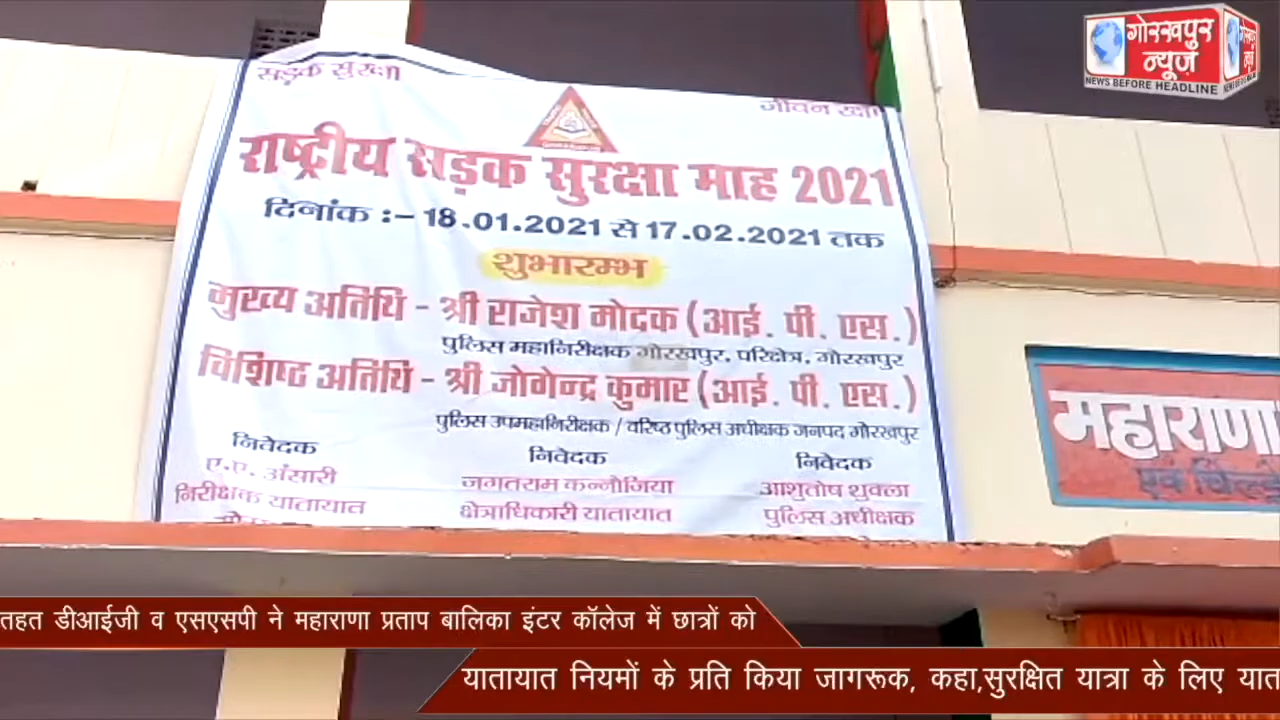 गोरखपुर
न्यूज़
NEWS BEFORE HEADLINE
सड़क सुरक्षा
जीवन रक्षा
राष्ट्रीय सड़क सुरक्षा माह 2021
दिनांक :- 18.01.2021 से 17.02.2021 तक
शुभारम्भ
मुख्य अतिथि - श्री राजेश मोदक (आई. पी. एस.)
पुलिस महानिरीक्षक गोरखपुर, परिक्षेत्र, गोरखपुर
विशिष्ठ अतिथि - श्री जोगेन्द्र कुमार (आई. पी. एस.)
पुलिस उपमहानिरीक्षक / वरिष्ठ पुलिस अधीक्षक जनपद गोरखपुर
निवेदक निवेदक निवेदक
ए.ए. अंसारी जगतराम कन्नौजिया आशुतोष शुक्ला
निरीक्षक यातायात क्षेत्राधिकारी यातायात पुलिस अधीक्षक
महाराणा
एवं
तहत डीआईजी व एसएसपी ने महाराणा प्रताप बालिका इंटर कॉलेज में छात्रों को
यातायात नियमों के प्रति किया जागरूक, कहा,सुरक्षित यात्रा के लिए यात